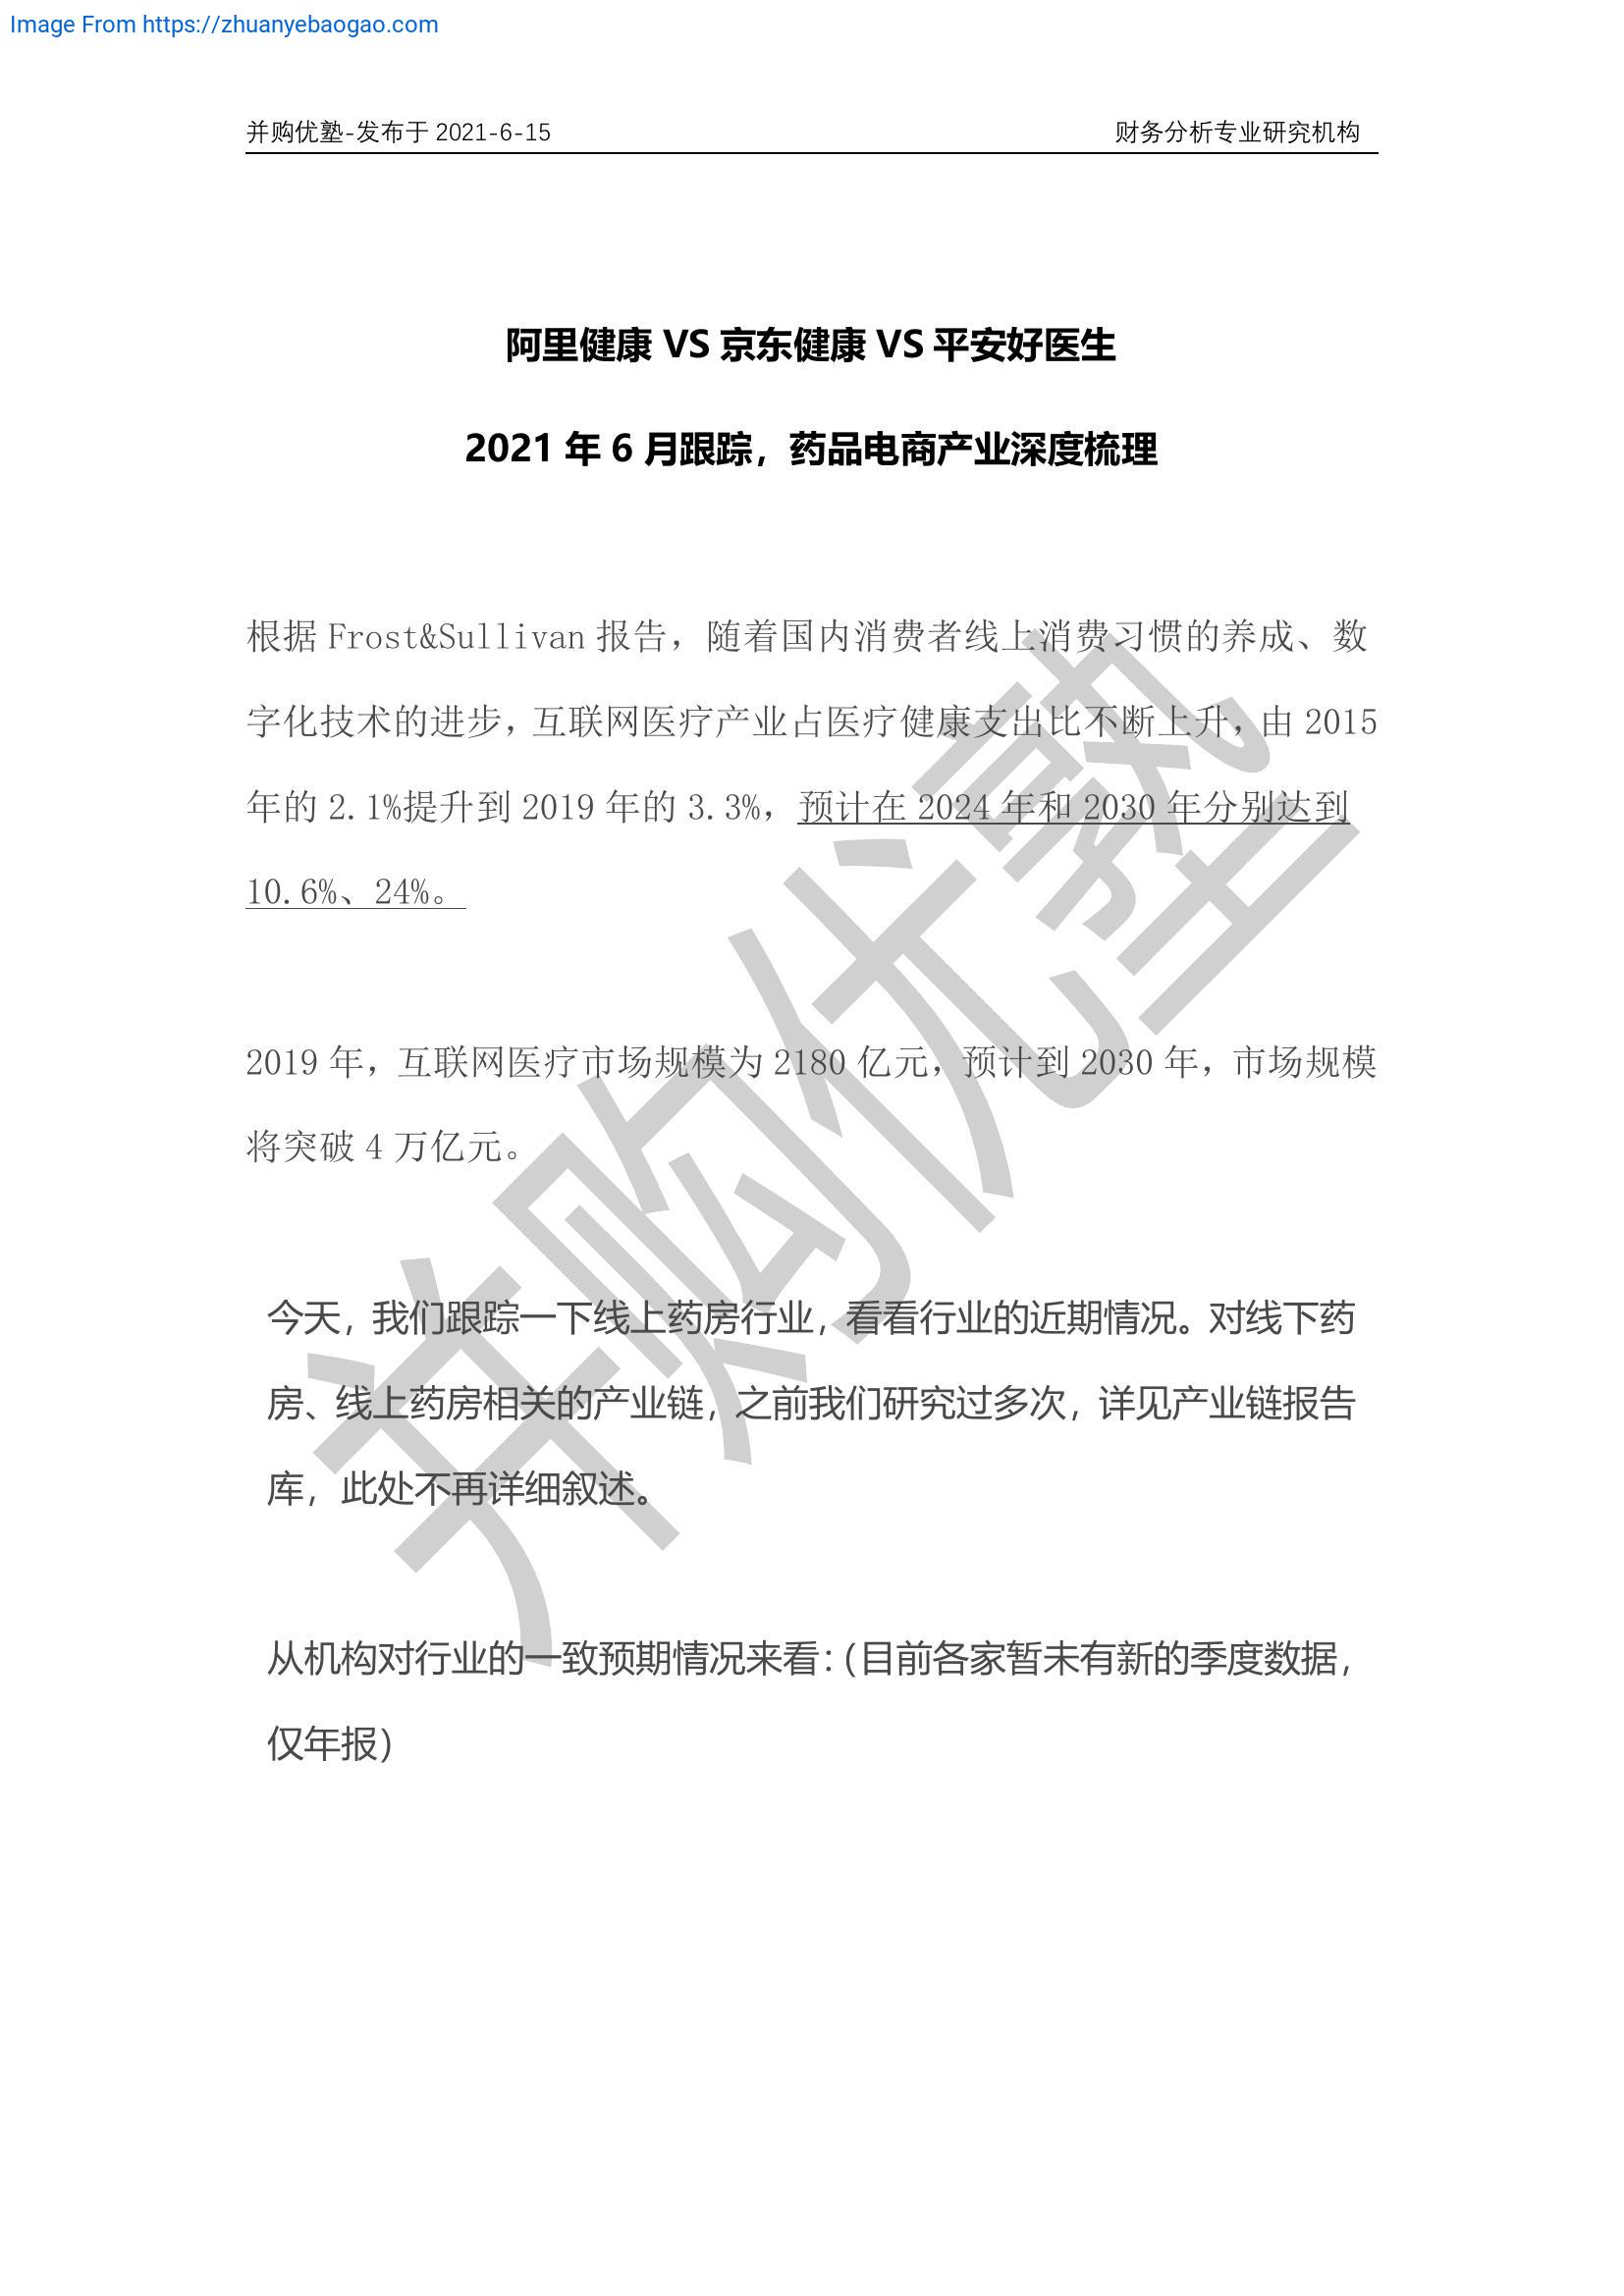 Image From https://zhuanyebaogao.com
并购优塾-发布于 2021-6-15 财务分析专业研究机构
阿里健康 VS 京东健康 VS 平安好医生
2021 年 6 月跟踪，药品电商产业深度梳理
根据 Frost&Sullivan 报告，随着国内消费者线上消费习惯的养成、数
字化技术的进步，互联网医疗产业占医疗健康支出比不断上升，由 2015
年的 2.1%提升到 2019 年的 3.3%，预计在 2024 年和 2030 年分别达到
10.6%、24%。
2019 年，互联网医疗市场规模为 2180 亿元，预计到 2030 年，市场规模
将突破 4 万亿元。
今天，我们跟踪一下线上药房行业，看看行业的近期情况。对线下药
房、线上药房相关的产业链，之前我们研究过多次，详见产业链报告
库，此处不再详细叙述。
从机构对行业的一致预期情况来看：（目前各家暂未有新的季度数据，
仅年报）
并购优塾